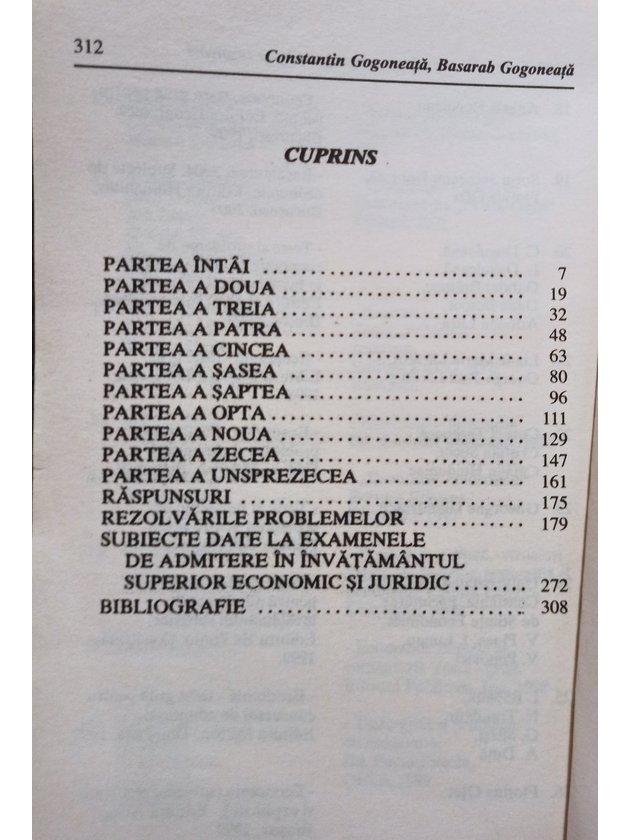 312
Constantin Gogoneață, Basarab Gogoneață
CUPRINS
PARTEA ÎNTÂI ............................ 7
PARTEA A DOUA ......................... 19
PARTEA A TREIA ........................ 32
PARTEA A PATRA ........................ 48
PARTEA A CINCEA ....................... 63
PARTEA A ȘASEA ........................ 80
PARTEA A ȘAPTEA ....................... 96
PARTEA A OPTA .......................... 111
PARTEA A NOUA ......................... 129
PARTEA A ZECEA ........................ 147
PARTEA A UNSPREZECEA ................. 161
RĂSPUNSURI ............................. 175
REZOLVĂRILE PROBLEMELOR ............ 179
SUBIECTE DATE LA EXAMENELE
DE ADMITERE ÎN ÎNVĂȚĂMÂNTUL
SUPERIOR ECONOMIC ȘI JURIDIC ........ 272
BIBLIOGRAFIE ............................ 308